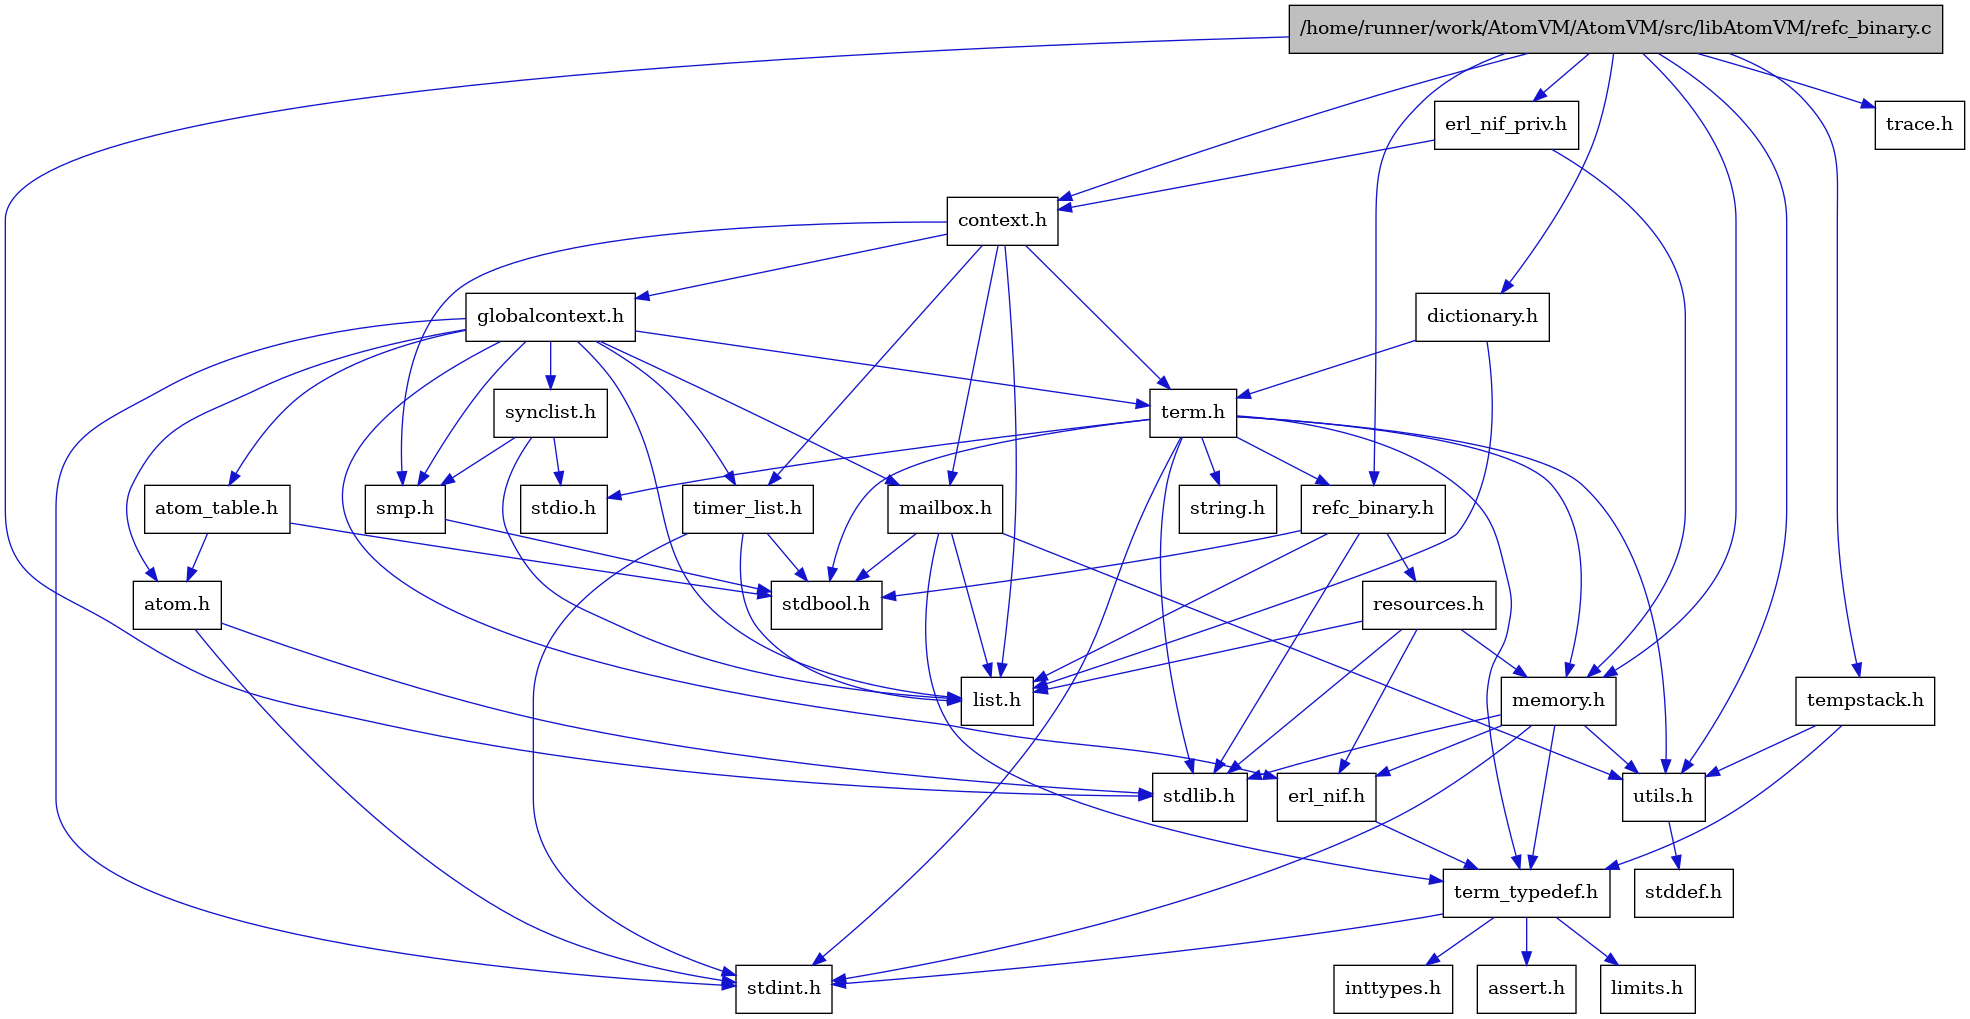 /home/runner/work/AtomVM/AtomVM/src/libAtomVM/refc_binary.c
erl_nif_priv.h
trace.h
context.h
globalcontext.h
dictionary.h
synclist.h
term.h
atom_table.h
smp.h
stdio.h
timer_list.h
mailbox.h
string.h
refc_binary.h
atom.h
stdbool.h
resources.h
list.h
memory.h
tempstack.h
stdlib.h
erl_nif.h
utils.h
term_typedef.h
stddef.h
stdint.h
inttypes.h
assert.h
limits.h